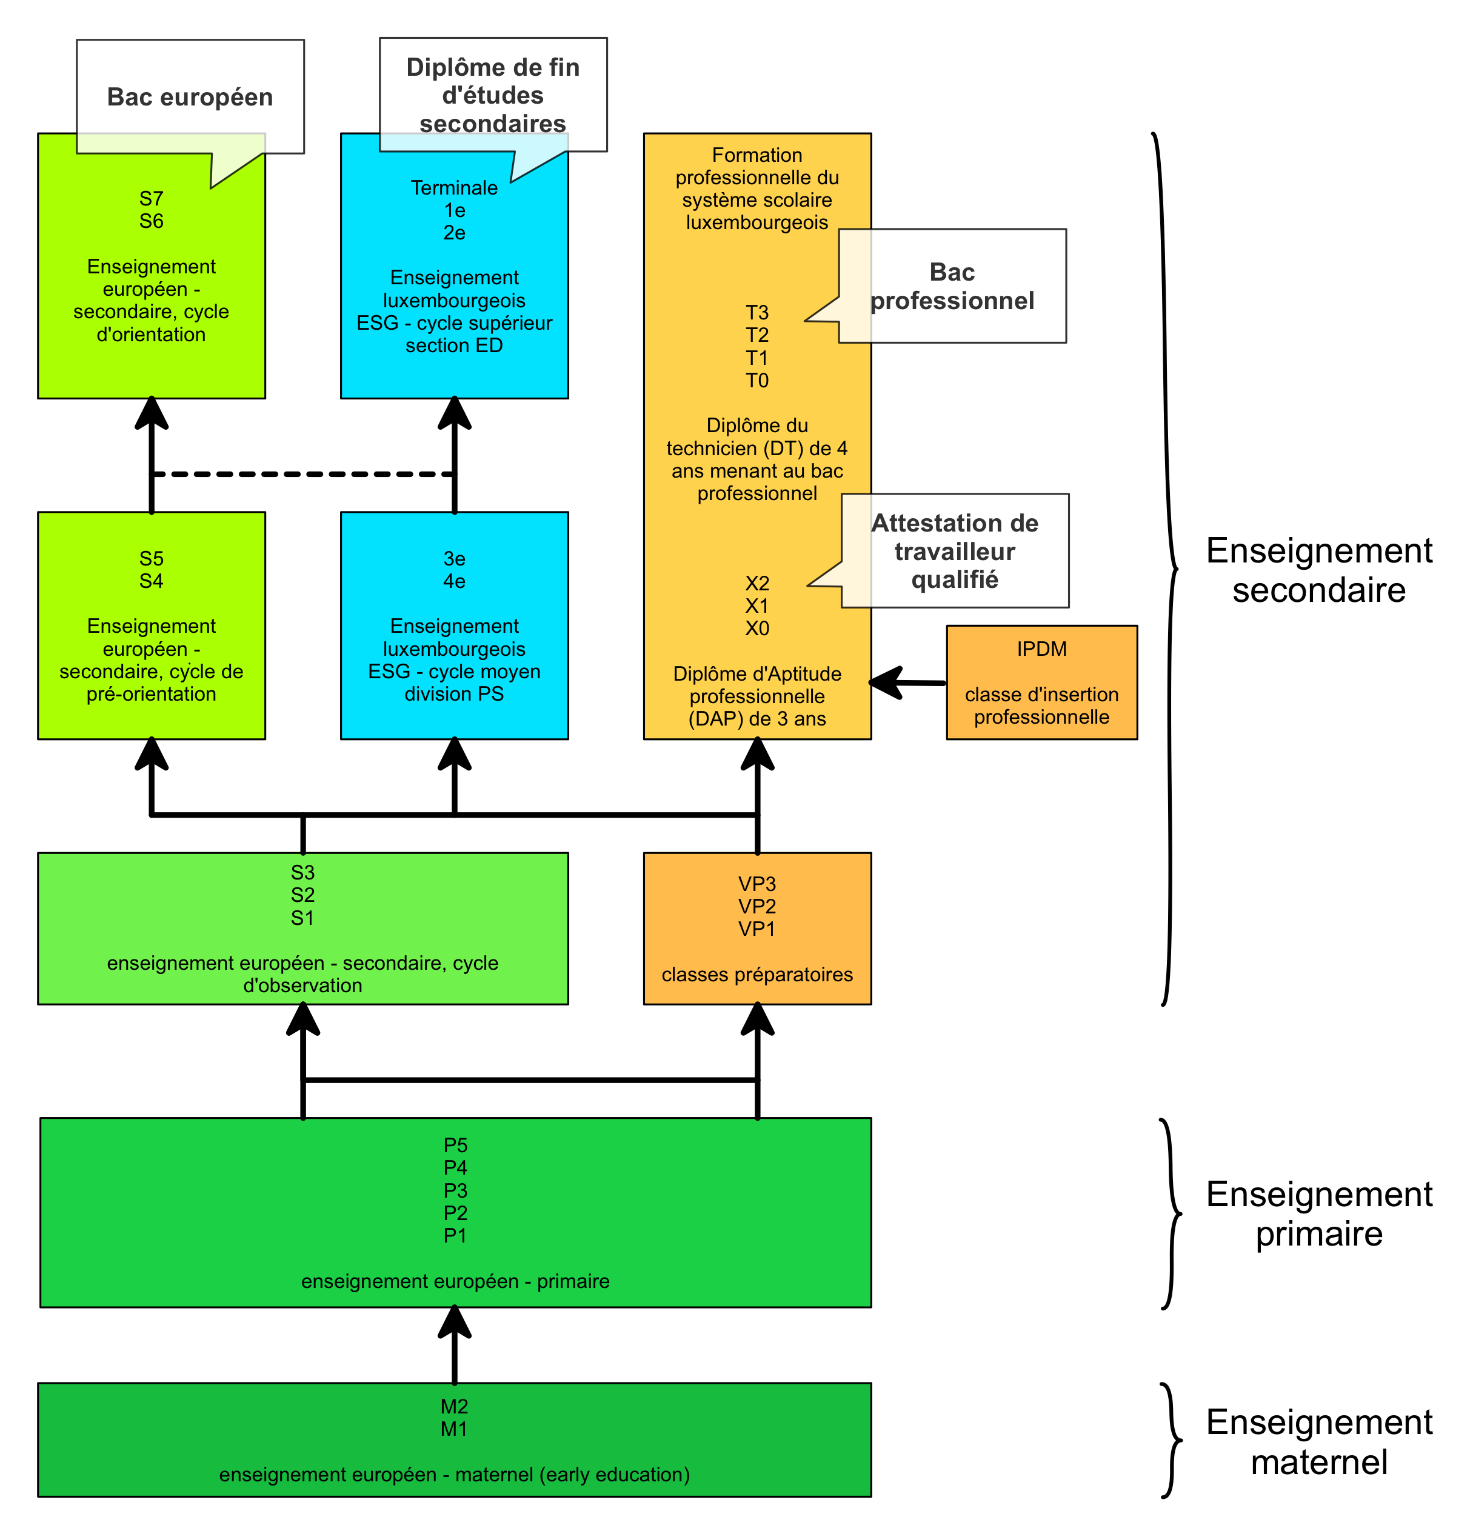 Bac européen
Diplôme de fin
d'études
secondaires
S7
S6
Enseignement
européen -
secondaire, cycle
d'orientation
Terminale
1e
2e
Enseignement
luxembourgeois
ESG - cycle supérieur
section ED
Formation
professionnelle du
système scolaire
luxembourgeois
Bac
professionnel
T3
T2
T1
T0
Diplôme du
technicien (DT) de 4
ans menant au bac
professionnel
Attestation de
travailleur
qualifié
X2
X1
X0
Diplôme d'Aptitude
professionnelle
(DAP) de 3 ans
IPDM
classe d'insertion
professionnelle
Enseignement
secondaire
S5
S4
Enseignement
européen -
secondaire, cycle de
pré-orientation
3e
4e
Enseignement
luxembourgeois
ESG - cycle moyen
division PS
S3
S2
S1
enseignement européen - secondaire, cycle
d'observation
VP3
VP2
VP1
classes préparatoires
P5
P4
P3
P2
P1
enseignement européen - primaire
Enseignement
primaire
M2
M1
enseignement européen - maternel (early education)
Enseignement
maternel